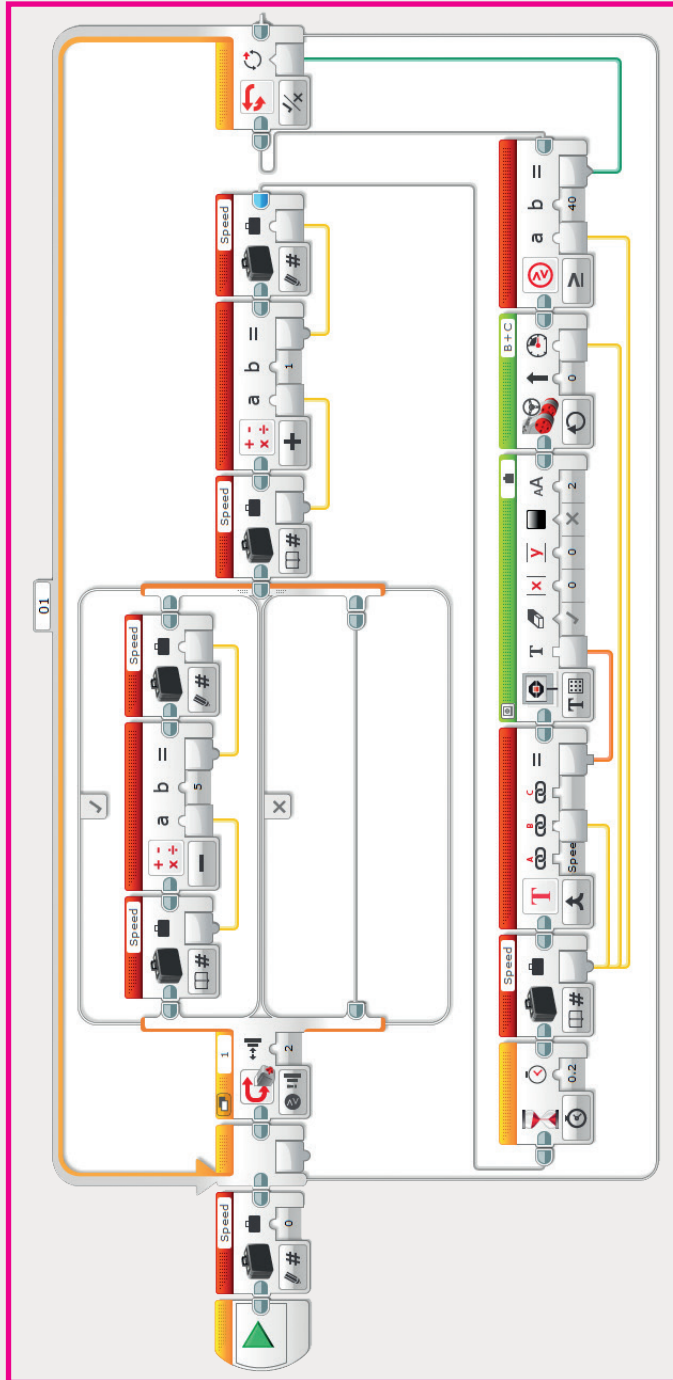 01
Speed
# 0
1
2
Speed
#
a b =
5
Speed
#
Speed
#
a b =
1
Speed
#
0.2
Speed
#
T A B C =
Spee
T x y AA
T 0 0 2
B+C
0
a b =
≥ 40